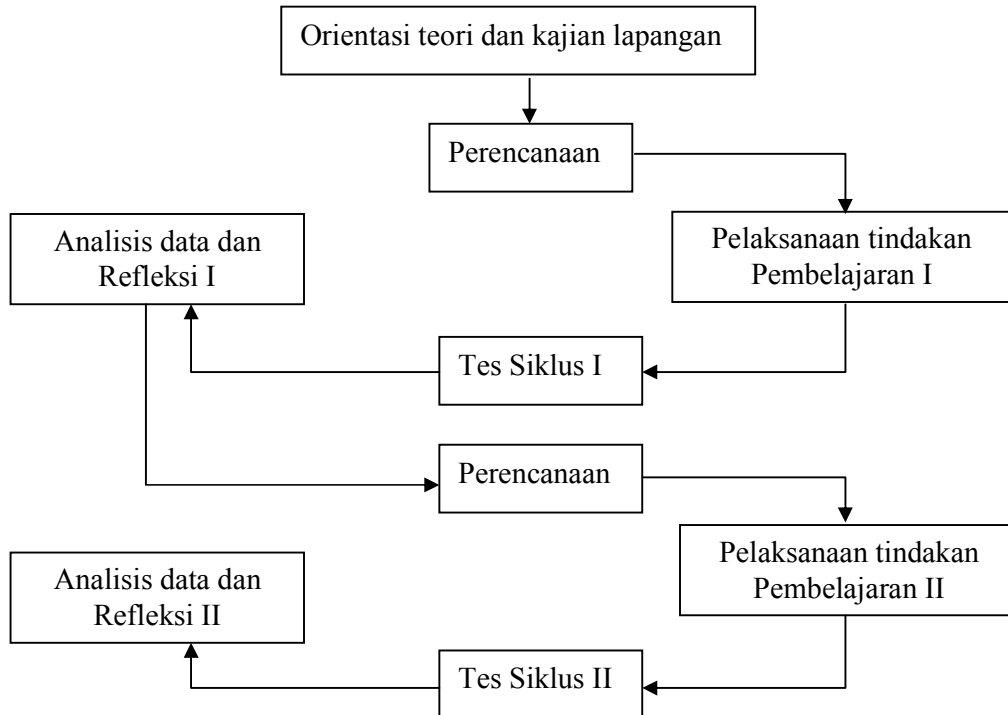 Orientasi teori dan kajian lapangan
Perencanaan
Pelaksanaan tindakan
Pembelajaran I
Analisis data dan
Refleksi I
Tes Siklus I
Perencanaan
Pelaksanaan tindakan
Pembelajaran II
Analisis data dan
Refleksi II
Tes Siklus II